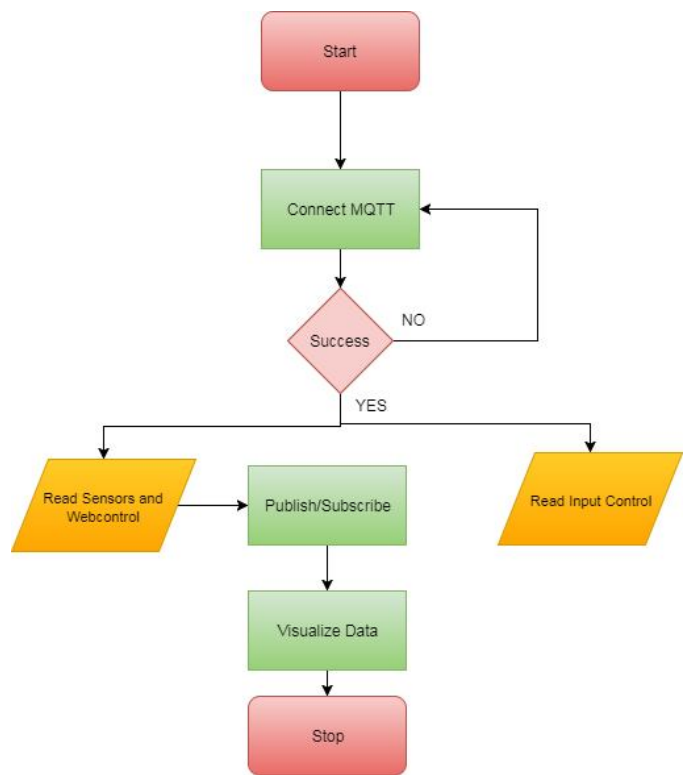 Start
Connect MQTT
NO
Success
YES
Read Sensors and
Webcontrol
Publish/Subscribe
Read Input Control
Visualize Data
Stop